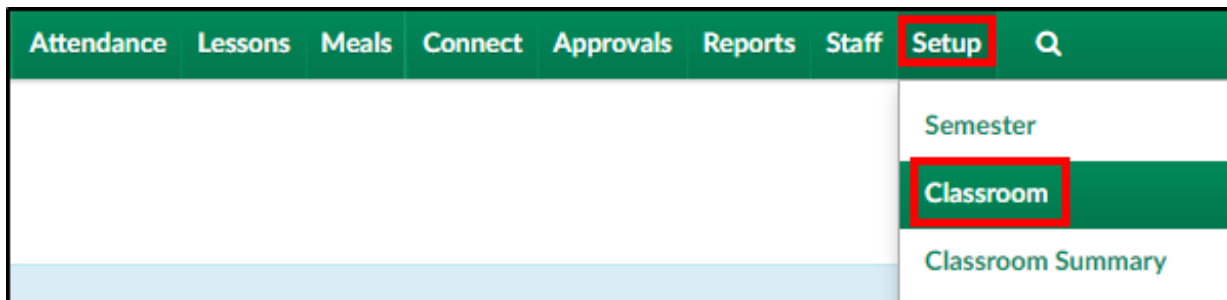 Attendance Lessons Meals Connect Approvals Reports Staff Setup
Semester
Classroom
Classroom Summary